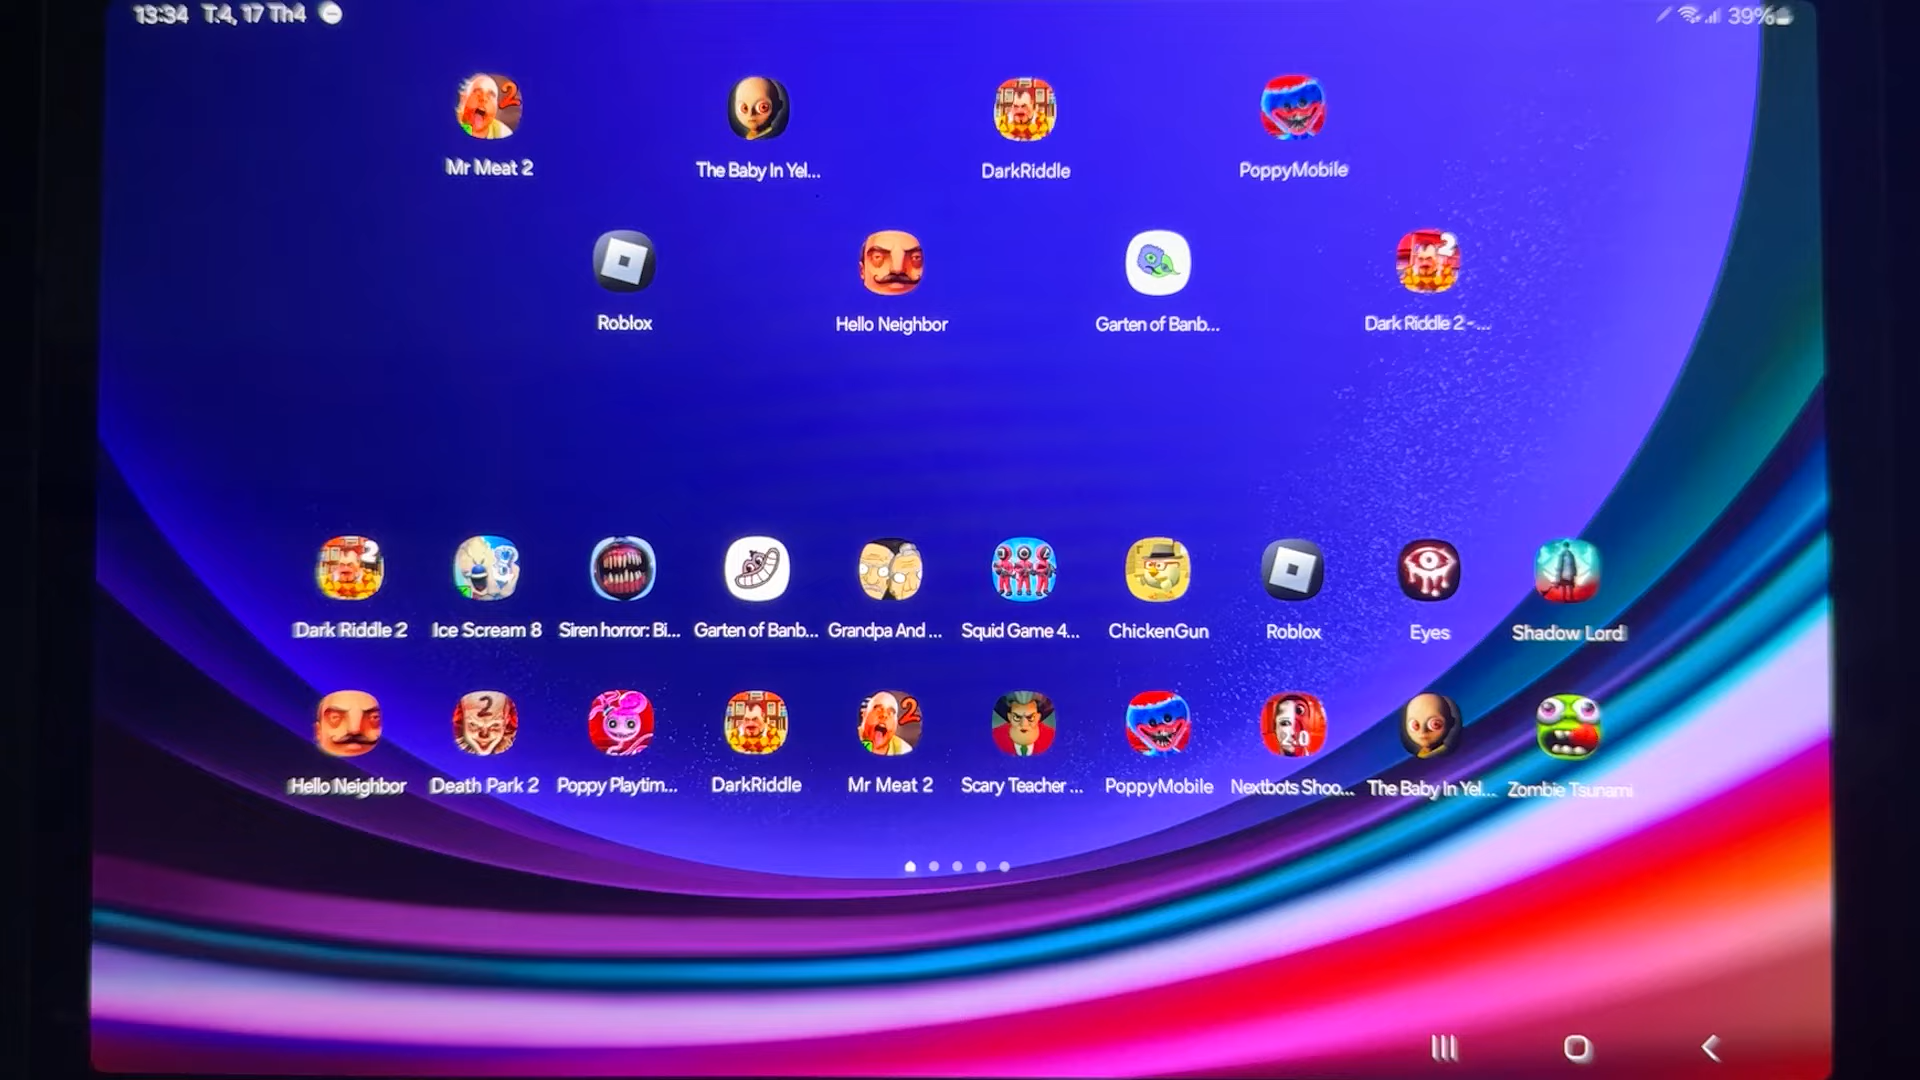 13:34 T.4, 17 Th4 39%
Mr Meat 2 The Baby In Yel... DarkRiddle PoppyMobile
Roblox Hello Neighbor Garten of Banb... Dark Riddle 2 -...
Dark Riddle 2 Ice Scream 8 Siren horror: Bi... Garten of Banb... Grandpa And ... Squid Game 4... ChickenGun Roblox Eyes Shadow Lord
Hello Neighbor Death Park 2 Poppy Playtim... DarkRiddle Mr Meat 2 Scary Teacher ... PoppyMobile Nextbots Shoo... The Baby In Yel... Zombie Tsunami